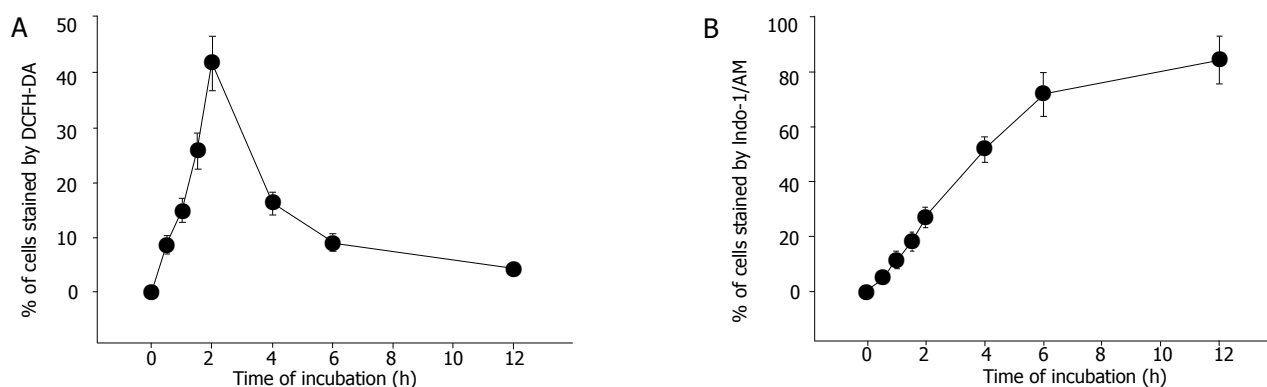 A
% of cells stained by DCFH-DA
50
40
30
20
10
0
0 2 4 6 8 10 12
Time of incubation (h)
B
% of cells stained by Indo-1/AM
100
80
60
40
20
0
0 2 4 6 8 10 12
Time of incubation (h)